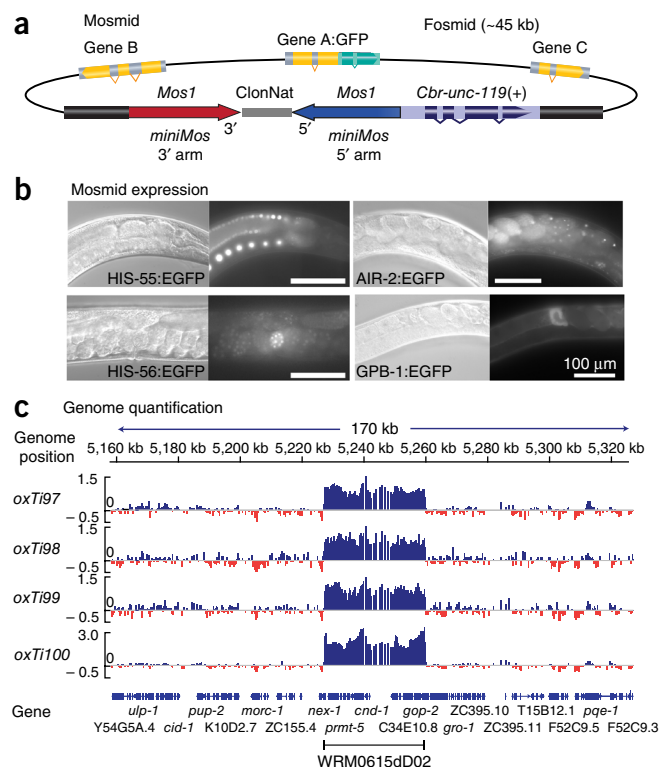 a
Mosmid
Gene B
Gene A:GFP
Fosmid (~45 kb)
Gene C
Mos1
ClonNat
Mos1
Cbr-unc-119(+)
3′
5′
miniMos
3′ arm
miniMos
5′ arm
b
Mosmid expression
HIS-55:EGFP
AIR-2:EGFP
HIS-56:EGFP
GPB-1:EGFP
100 μm
c
Genome quantification
170 kb
Genome
position
5,160 kb 5,180 kb 5,200 kb 5,220 kb 5,240 kb 5,260 kb 5,280 kb 5,300 kb 5,320 kb
oxTi97
1.5
0
–0.5
oxTi98
1.5
0
–0.5
oxTi99
1.5
0
–0.5
oxTi100
3.0
0
–0.5
Gene
ulp-1 pup-2 morc-1 nex-1 cnd-1 gop-2 ZC395.10 T15B12.1 pqe-1
Y54G5A.4 cid-1 K10D2.7 ZC155.4 prmt-5 C34E10.8 gro-1 ZC395.11 F52C9.5 F52C9.3
WRM0615dD02